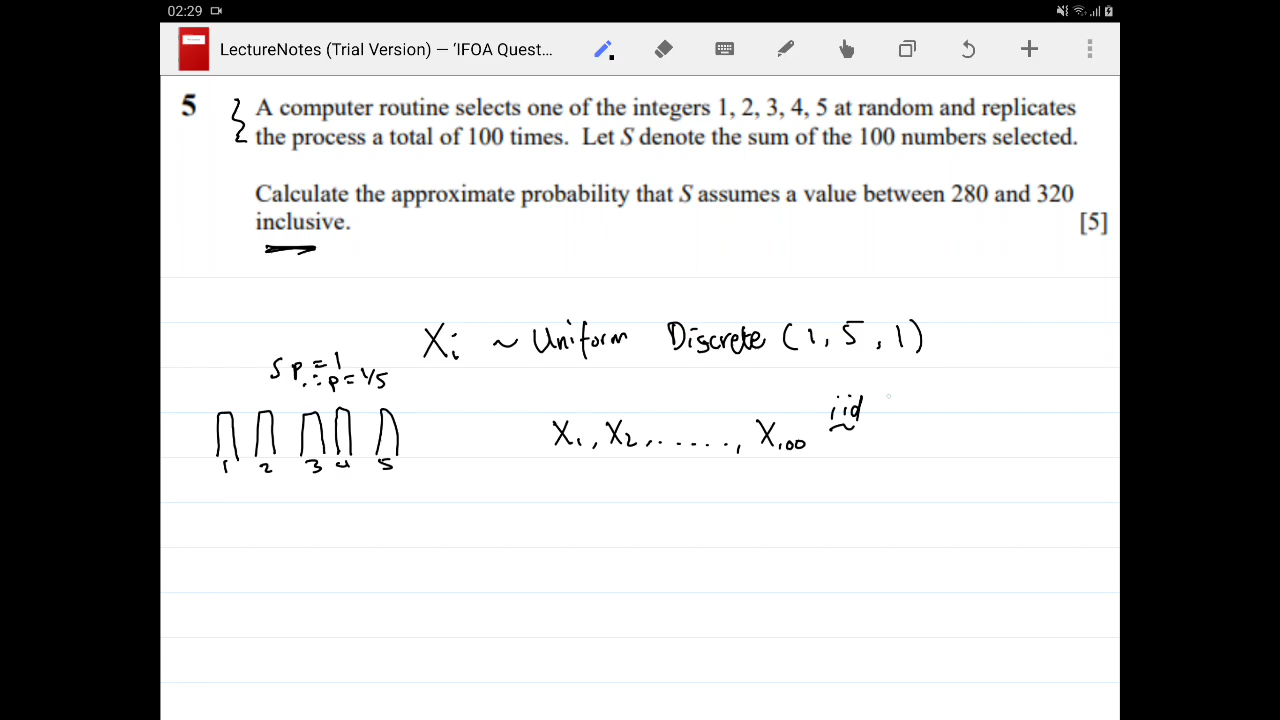 02:29
LectureNotes (Trial Version) — ‘IFOA Quest...
5 A computer routine selects one of the integers 1, 2, 3, 4, 5 at random and replicates
the process a total of 100 times. Let S denote the sum of the 100 numbers selected.
Calculate the approximate probability that S assumes a value between 280 and 320
inclusive.
[5]
Xi ~ Uniform Discrete (1, 5, 1)
5p = 1
∴ p = 1/5
1 2 3 4 5
X1, X2, ......, X100 iid